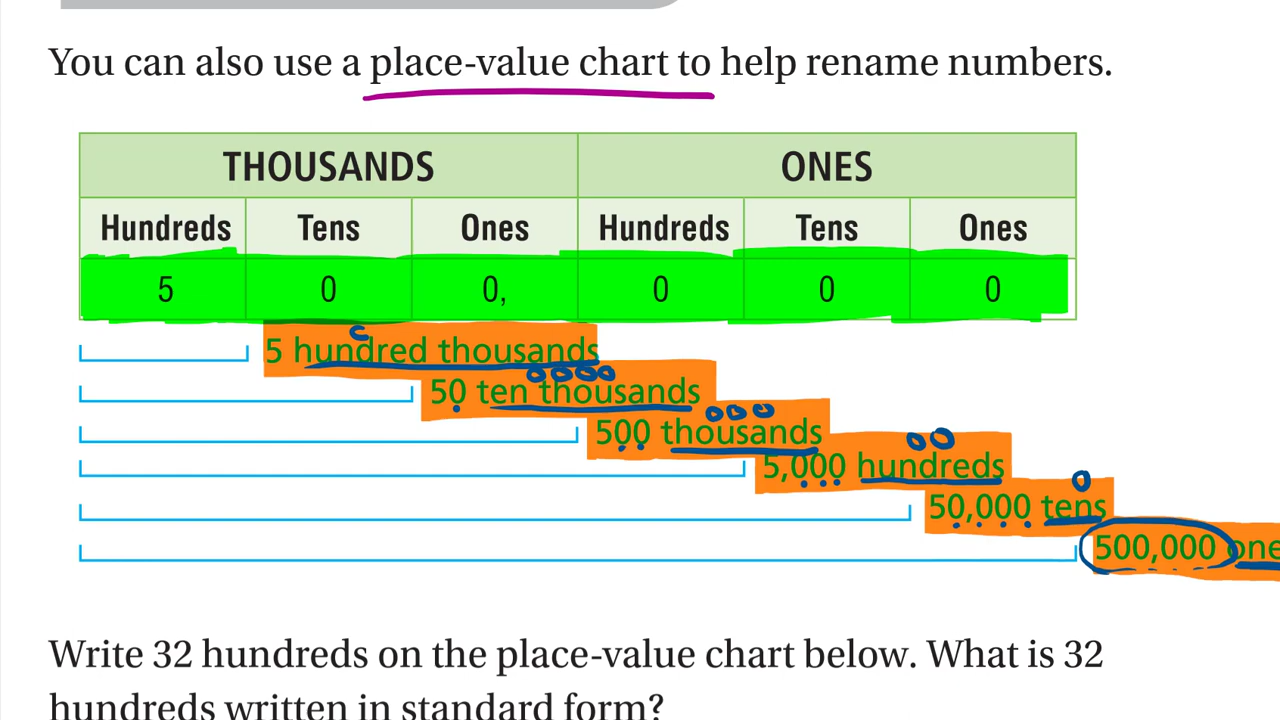 You can also use a place-value chart to help rename numbers.
THOUSANDS ONES
Hundreds Tens Ones Hundreds Tens Ones
5 0 0, 0 0 0
5 hundred thousands
50 ten thousands
500 thousands
5,000 hundreds
50,000 tens
500,000 one
Write 32 hundreds on the place-value chart below. What is 32
hundreds written in standard form?